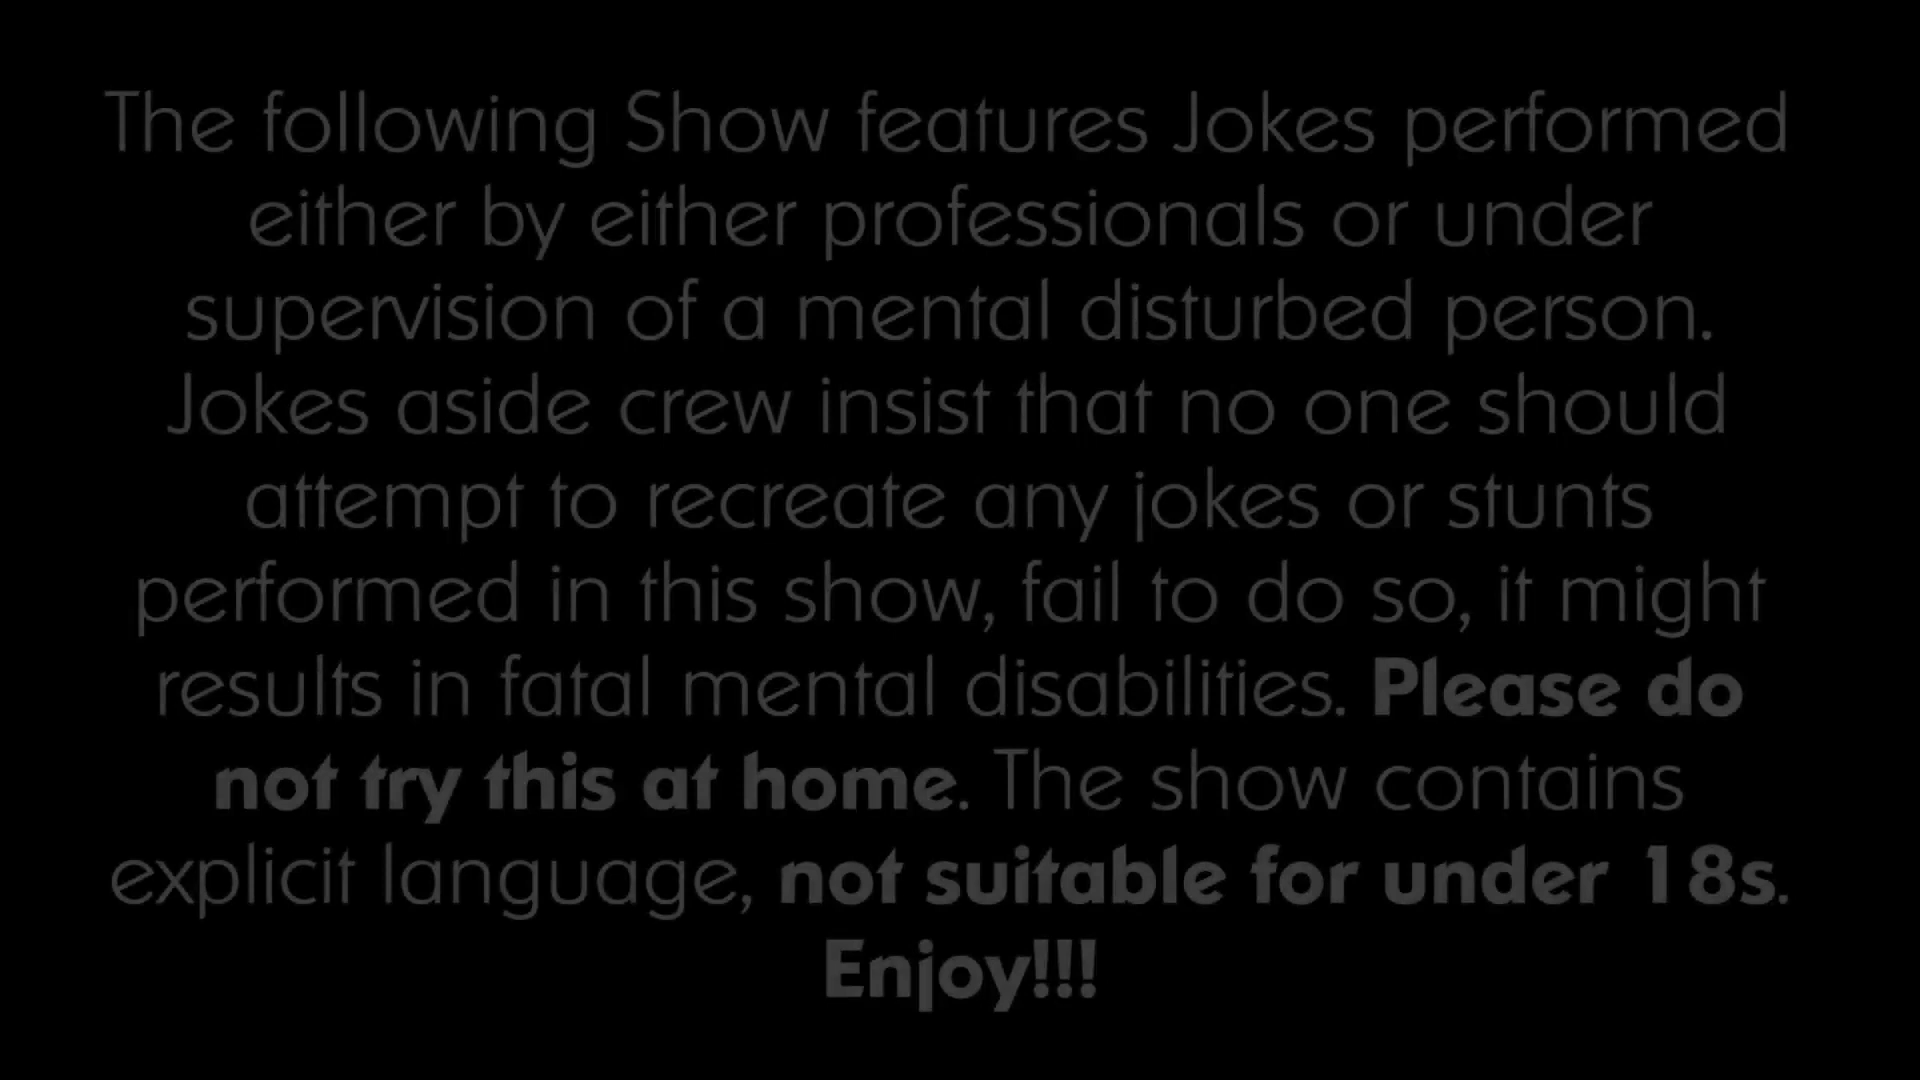 The following Show features Jokes performed
either by either professionals or under
supervision of a mental disturbed person.
Jokes aside crew insist that no one should
attempt to recreate any jokes or stunts
performed in this show, fail to do so, it might
results in fatal mental disabilities. Please do
not try this at home. The show contains
explicit language, not suitable for under 18s.
Enjoy!!!